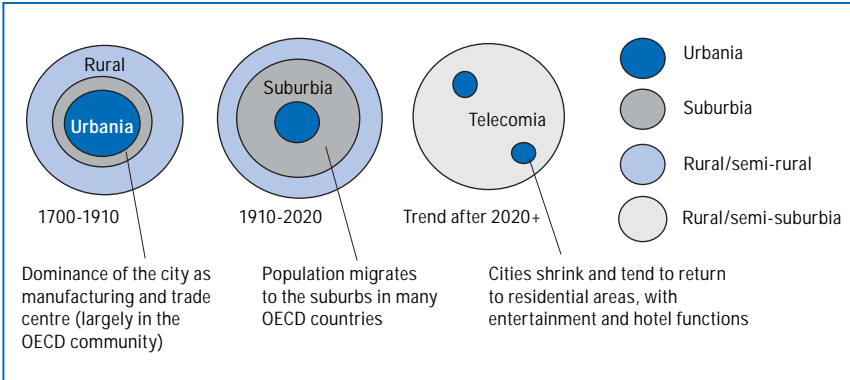 Rural
Urbania
1700-1910
Dominance of the city as
manufacturing and trade
centre (largely in the
OECD community)
Suburbia
1910-2020
Population migrates
to the suburbs in many
OECD countries
Telecomia
Trend after 2020+
Cities shrink and tend to return
to residential areas, with
entertainment and hotel functions
Urbania
Suburbia
Rural/semi-rural
Rural/semi-suburbia